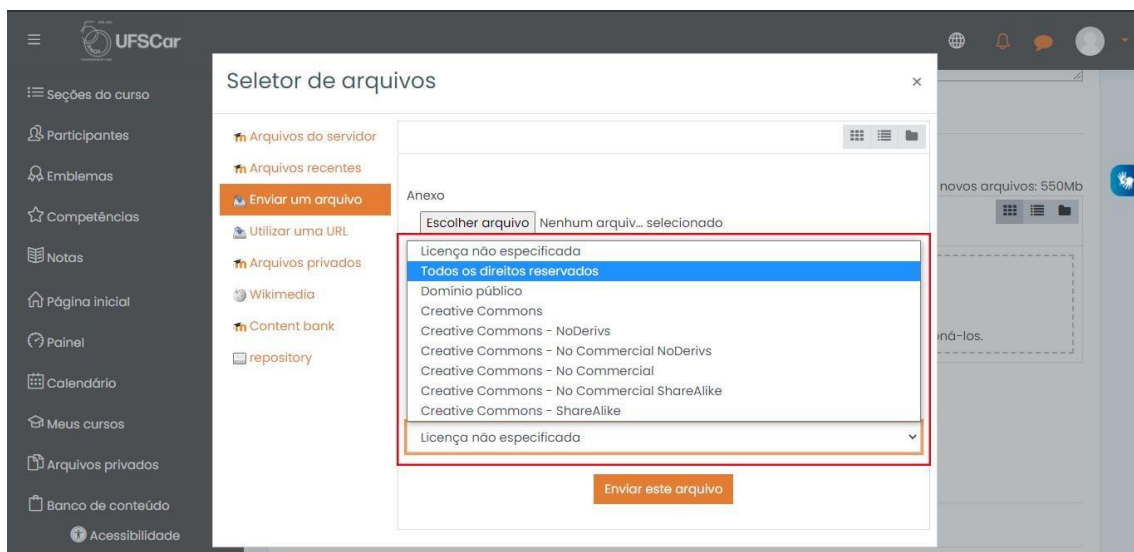 UFSCar
Seções do curso
Participantes
Emblemas
Competências
Notas
Página inicial
Painel
Calendário
Meus cursos
Arquivos privados
Banco de conteúdo
Acessibilidade
Seletor de arquivos
×
Arquivos do servidor
Arquivos recentes
Enviar um arquivo
Utilizar uma URL
Arquivos privados
Wikimedia
Content bank
repository
Anexo
Escolher arquivo Nenhum arquiv... selecionado
Licença não especificada
Todos os direitos reservados
Domínio público
Creative Commons
Creative Commons - NoDerivs
Creative Commons - No Commercial NoDerivs
Creative Commons - No Commercial
Creative Commons - No Commercial ShareAlike
Creative Commons - ShareAlike
Licença não especificada
Enviar este arquivo
novos arquivos: 550Mb
ná-los.